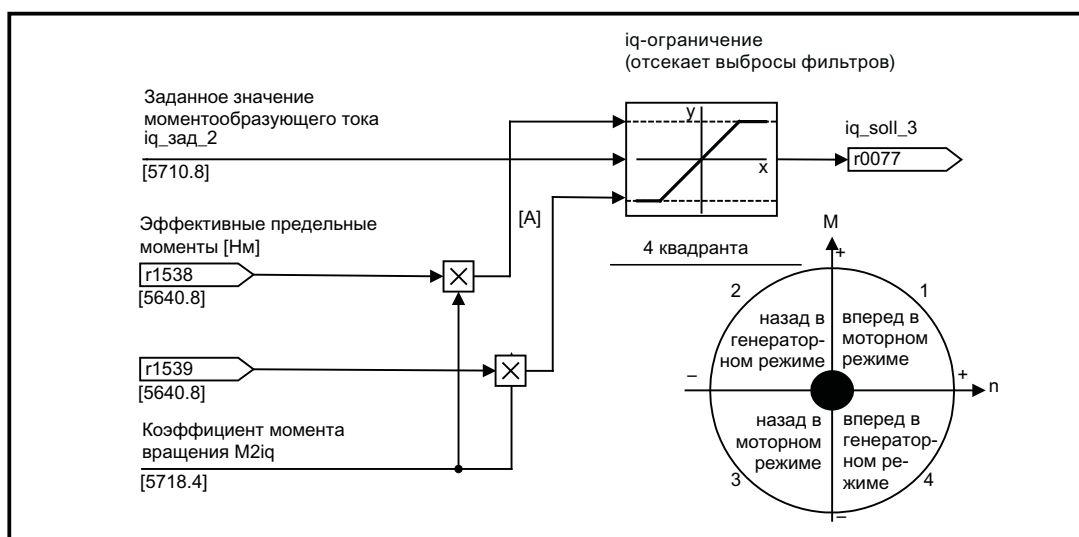 iq-ограничение
(отсекает выбросы фильтров)
Заданное значение
моментообразующего тока
iq_зад_2
[5710.8]
y
x
iq_soll_3
r0077
Эффективные предельные
моменты [Нм]
r1538
[5640.8]
[A]
r1539
[5640.8]
Коэффициент момента
вращения M2iq
[5718.4]
4 квадранта
M
+
2
1
назад в
генератор-
ном режиме
вперед в
моторном
режиме
–
+
n
назад в
моторном
режиме
вперед в
генератор-
ном ре-
жиме
3
4
–